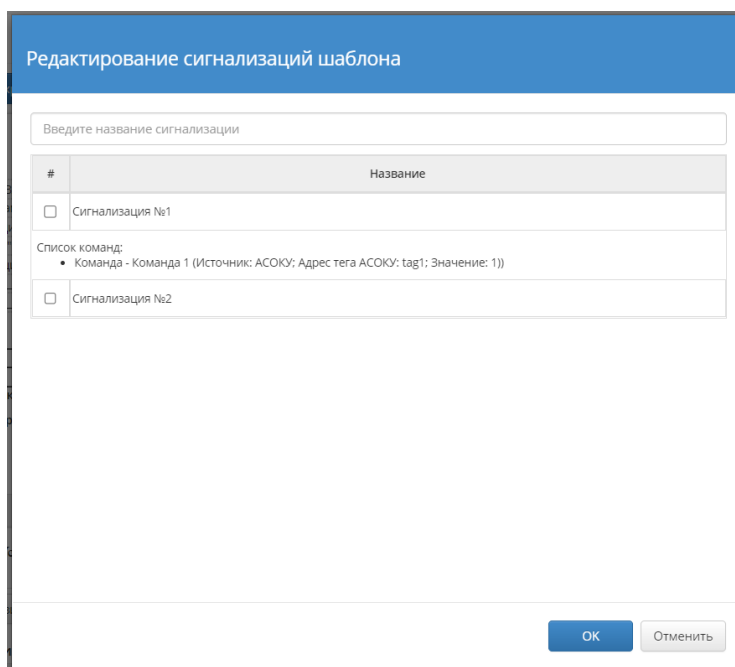 Редактирование сигнализаций шаблона
Введите название сигнализации
# Название
Сигнализация №1
Список команд:
• Команда - Команда 1 (Источник: АСОКУ; Адрес тега АСОКУ: tag1; Значение: 1))
Сигнализация №2
OK Отменить